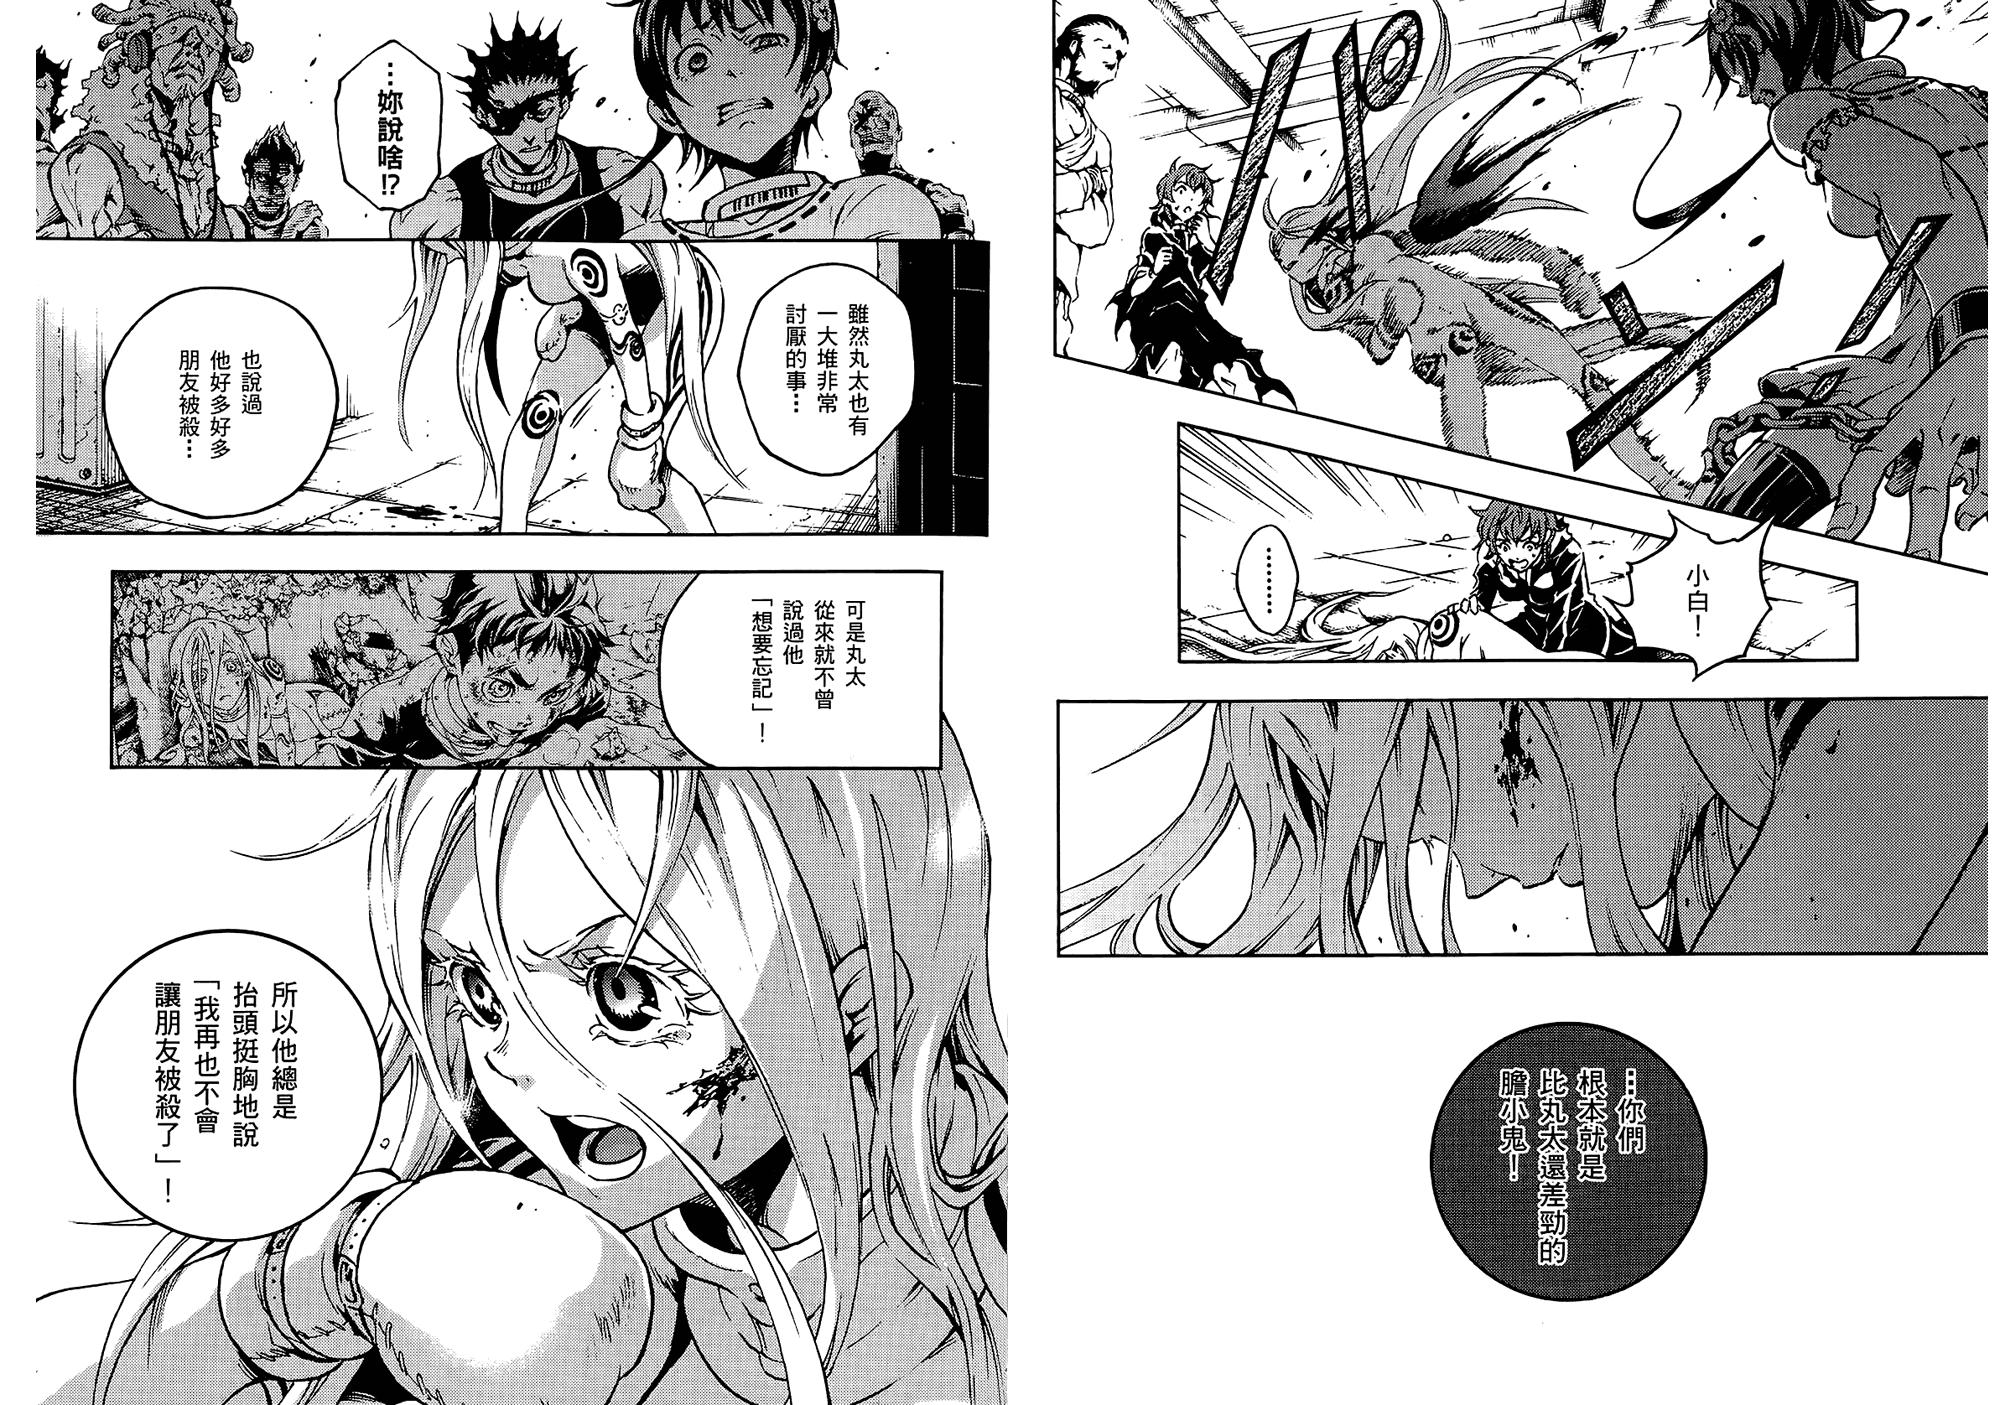 小白！
………
…你們
根本就是
比丸太還差勁的
膽小鬼！
…妳說啥!?
雖然丸太也有
一大堆非常
討厭的事…
也說過
他好多好多
朋友被殺…
可是丸太
從來就不曾
說過他
「想要忘記」！
所以他總是
抬頭挺胸地說
「我再也不會
讓朋友被殺了」！